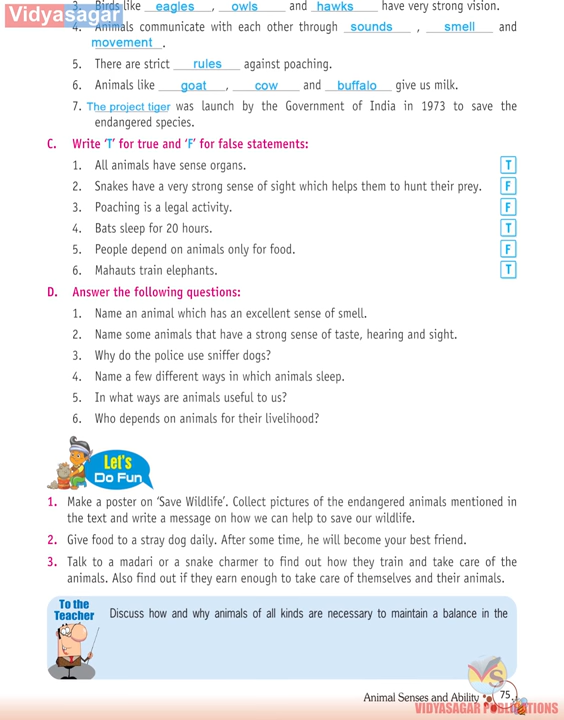 Vidyasagar
3. Birds like eagles , owls and hawks have very strong vision.
4. Animals communicate with each other through sounds , smell and
movement .
5. There are strict rules against poaching.
6. Animals like goat , cow and buffalo give us milk.
7. The project tiger was launch by the Government of India in 1973 to save the
endangered species.
C. Write 'T' for true and 'F' for false statements:
1. All animals have sense organs. T
2. Snakes have a very strong sense of sight which helps them to hunt their prey. F
3. Poaching is a legal activity. F
4. Bats sleep for 20 hours. T
5. People depend on animals only for food. F
6. Mahauts train elephants. T
D. Answer the following questions:
1. Name an animal which has an excellent sense of smell.
2. Name some animals that have a strong sense of taste, hearing and sight.
3. Why do the police use sniffer dogs?
4. Name a few different ways in which animals sleep.
5. In what ways are animals useful to us?
6. Who depends on animals for their livelihood?
Let's
Do Fun
1. Make a poster on 'Save Wildlife'. Collect pictures of the endangered animals mentioned in
the text and write a message on how we can help to save our wildlife.
2. Give food to a stray dog daily. After some time, he will become your best friend.
3. Talk to a madari or a snake charmer to find out how they train and take care of the
animals. Also find out if they earn enough to take care of themselves and their animals.
To the
Teacher
Discuss how and why animals of all kinds are necessary to maintain a balance in the
Animal Senses and Ability 75
VIDYASAGAR PUBLICATIONS